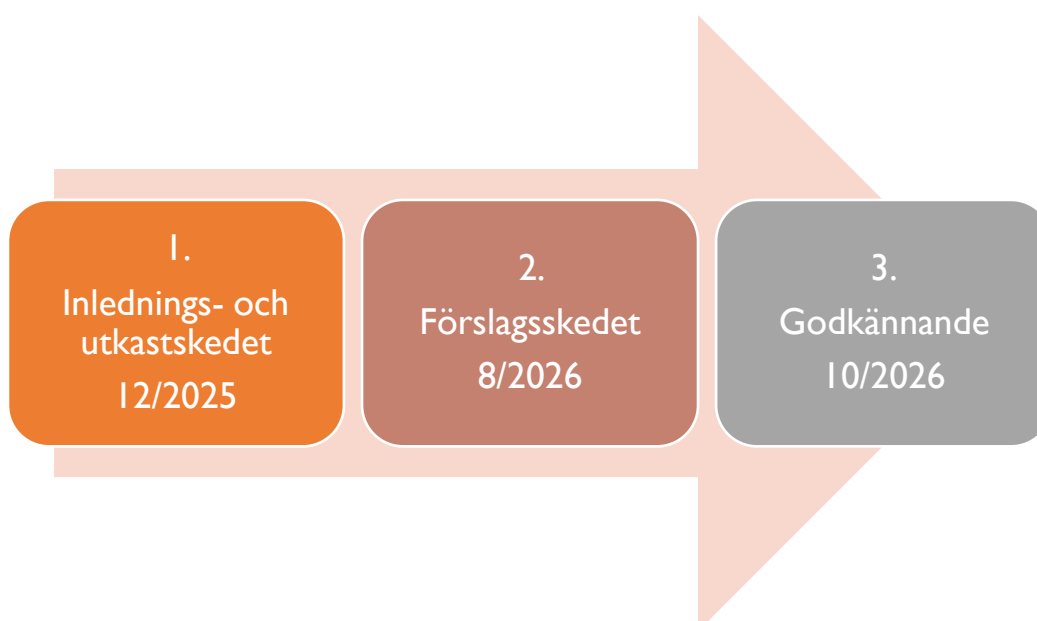 1.
Inlednings- och
utkastskedet
12/2025
2.
Förslagsskedet
8/2026
3.
Godkännande
10/2026